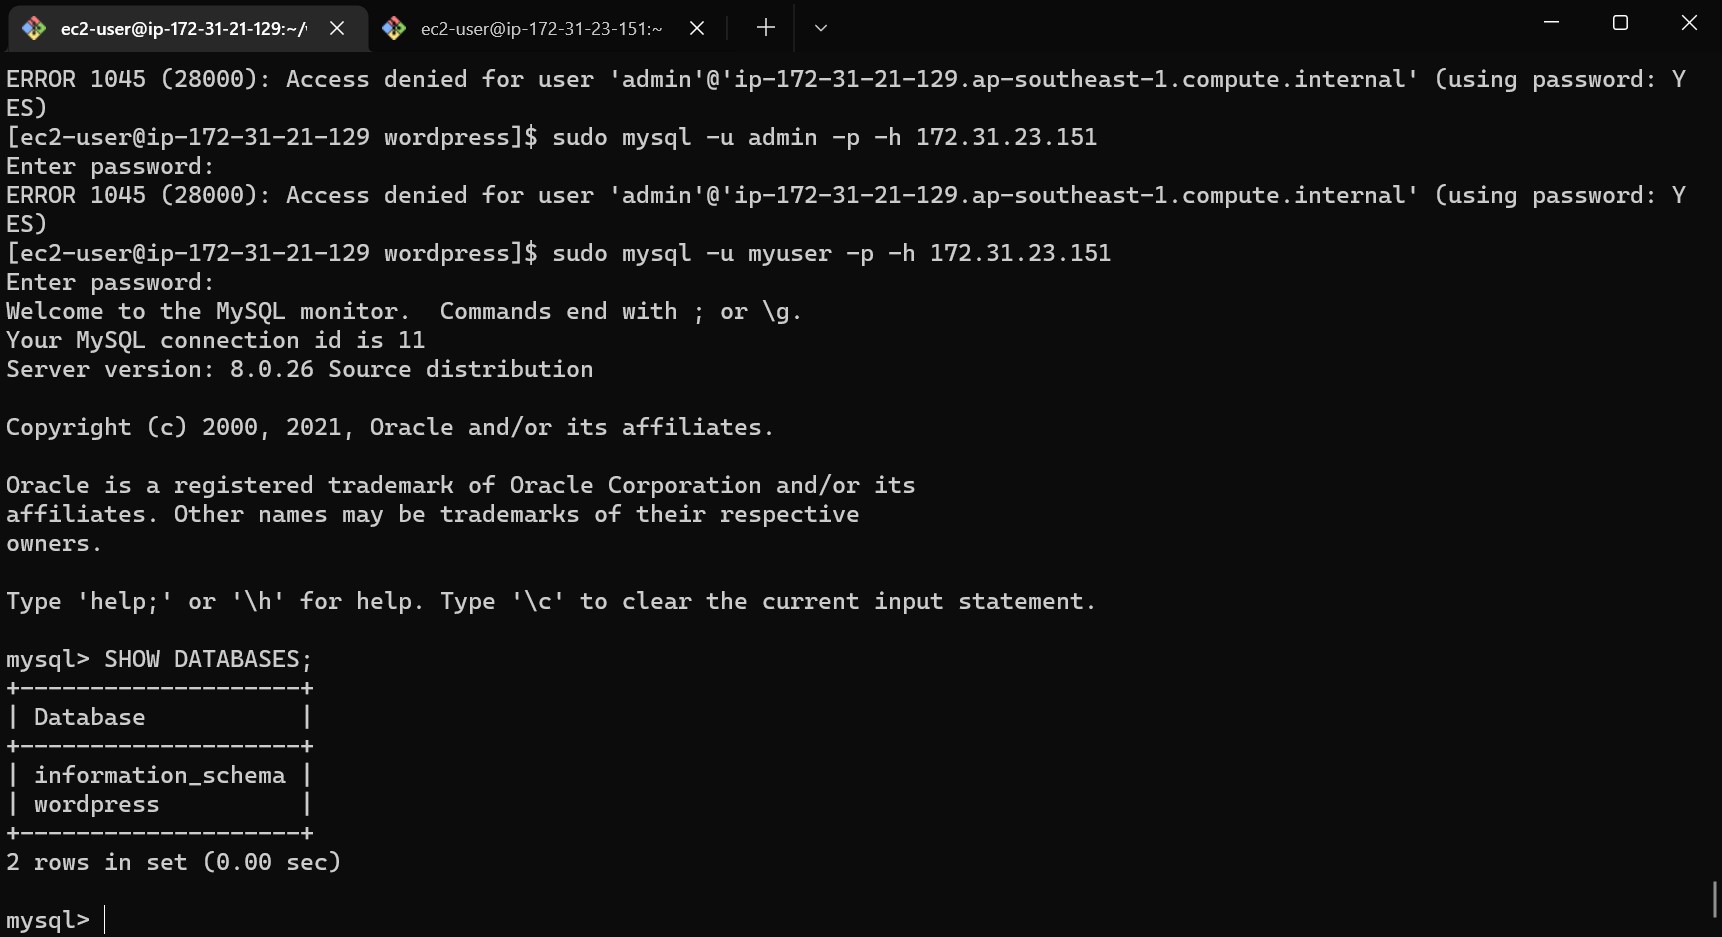 ec2-user@ip-172-31-21-129:~/
ec2-user@ip-172-31-23-151:~
ERROR 1045 (28000): Access denied for user 'admin'@'ip-172-31-21-129.ap-southeast-1.compute.internal' (using password: Y
ES)
[ec2-user@ip-172-31-21-129 wordpress]$ sudo mysql -u admin -p -h 172.31.23.151
Enter password:
ERROR 1045 (28000): Access denied for user 'admin'@'ip-172-31-21-129.ap-southeast-1.compute.internal' (using password: Y
ES)
[ec2-user@ip-172-31-21-129 wordpress]$ sudo mysql -u myuser -p -h 172.31.23.151
Enter password:
Welcome to the MySQL monitor.  Commands end with ; or \g.
Your MySQL connection id is 11
Server version: 8.0.26 Source distribution
Copyright (c) 2000, 2021, Oracle and/or its affiliates.
Oracle is a registered trademark of Oracle Corporation and/or its
affiliates. Other names may be trademarks of their respective
owners.
Type 'help;' or '\h' for help. Type '\c' to clear the current input statement.
mysql> SHOW DATABASES;
+--------------------+
| Database           |
+--------------------+
| information_schema |
| wordpress          |
+--------------------+
2 rows in set (0.00 sec)
mysql>